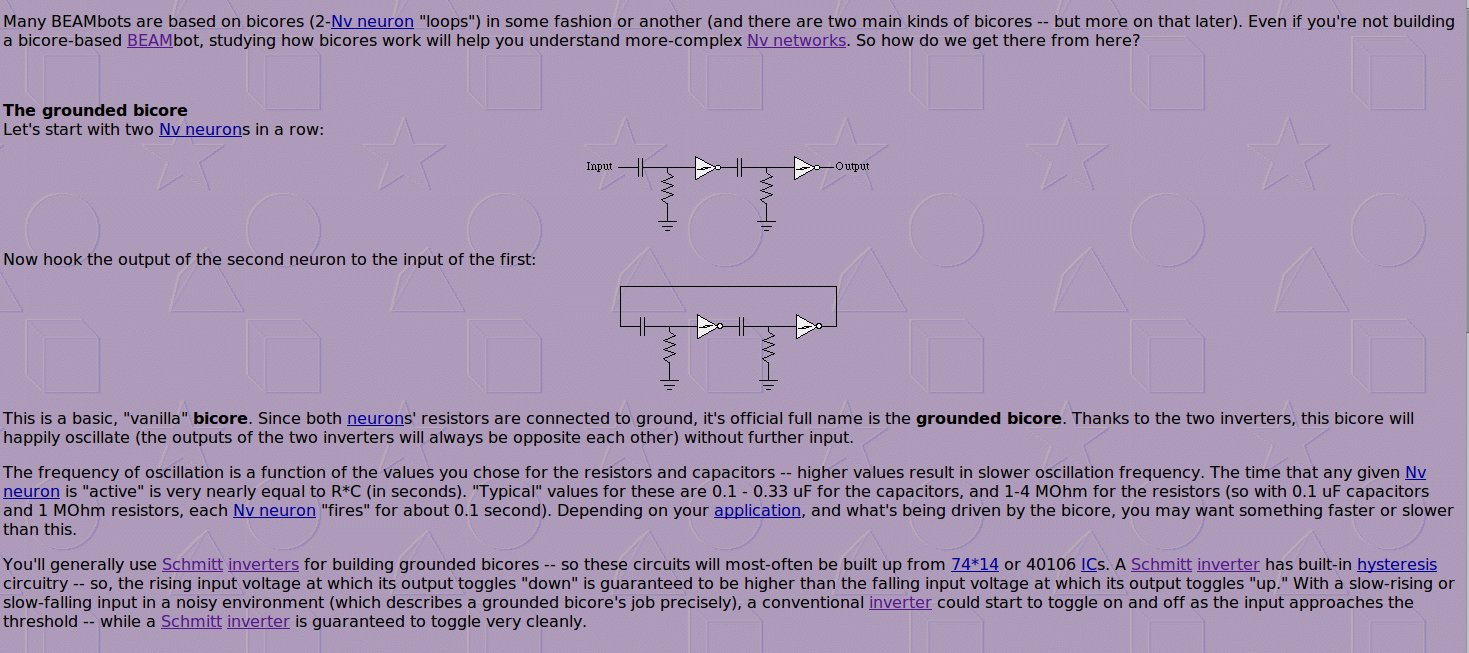 Many BEAMbots are based on bicores (2-Nv neuron "loops") in some fashion or another (and there are two main kinds of bicores -- but more on that later). Even if you're not building
a bicore-based BEAMbot, studying how bicores work will help you understand more-complex Nv networks. So how do we get there from here?
The grounded bicore
Let's start with two Nv neurons in a row:
Input Output
Now hook the output of the second neuron to the input of the first:
This is a basic, "vanilla" bicore. Since both neurons' resistors are connected to ground, it's official full name is the grounded bicore. Thanks to the two inverters, this bicore will
happily oscillate (the outputs of the two inverters will always be opposite each other) without further input.
The frequency of oscillation is a function of the values you chose for the resistors and capacitors -- higher values result in slower oscillation frequency. The time that any given Nv
neuron is "active" is very nearly equal to R*C (in seconds). "Typical" values for these are 0.1 - 0.33 uF for the capacitors, and 1-4 MOhm for the resistors (so with 0.1 uF capacitors
and 1 MOhm resistors, each Nv neuron "fires" for about 0.1 second). Depending on your application, and what's being driven by the bicore, you may want something faster or slower
than this.
You'll generally use Schmitt inverters for building grounded bicores -- so these circuits will most-often be built up from 74*14 or 40106 ICs. A Schmitt inverter has built-in hysteresis
circuitry -- so, the rising input voltage at which its output toggles "down" is guaranteed to be higher than the falling input voltage at which its output toggles "up." With a slow-rising or
slow-falling input in a noisy environment (which describes a grounded bicore's job precisely), a conventional inverter could start to toggle on and off as the input approaches the
threshold -- while a Schmitt inverter is guaranteed to toggle very cleanly.